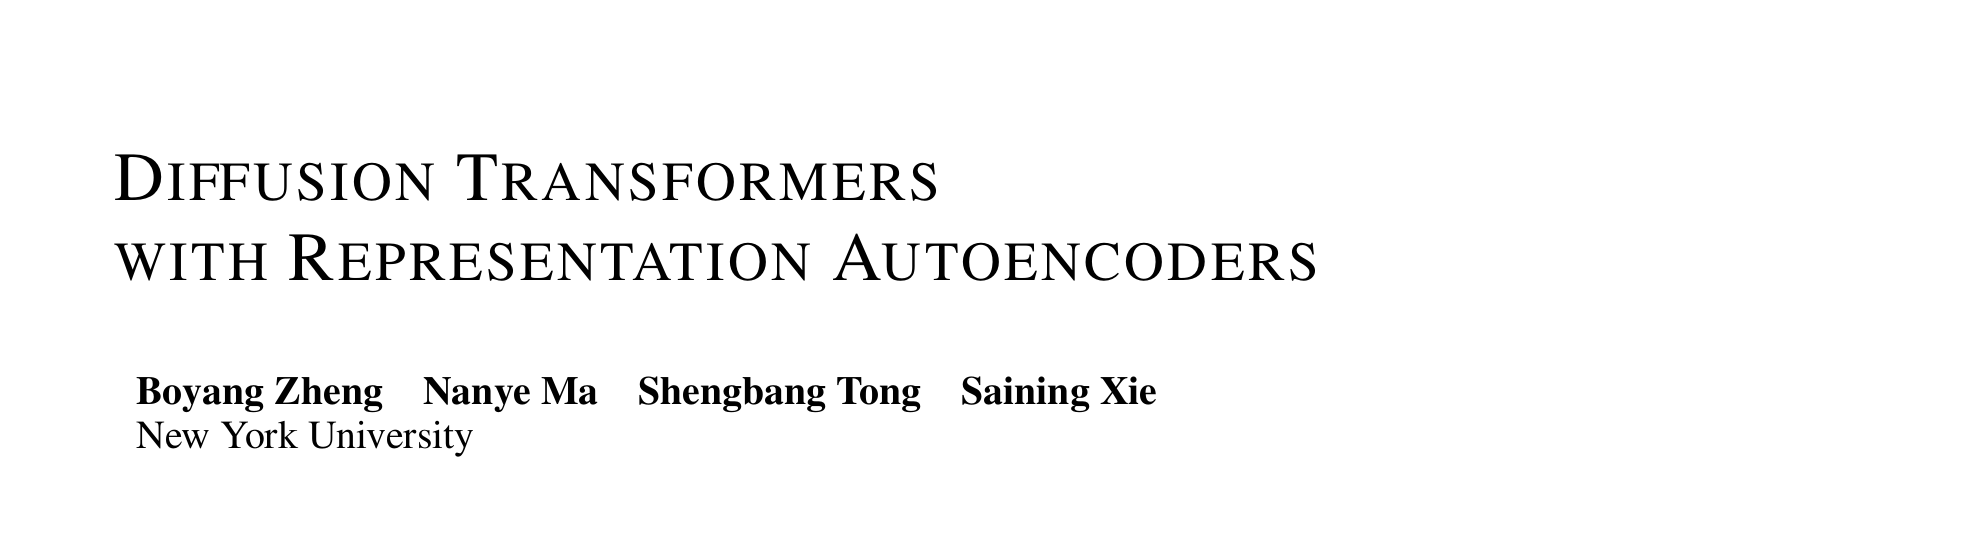 DIFFUSION TRANSFORMERS
WITH REPRESENTATION AUTOENCODERS
Boyang Zheng Nanye Ma Shengbang Tong Saining Xie
New York University